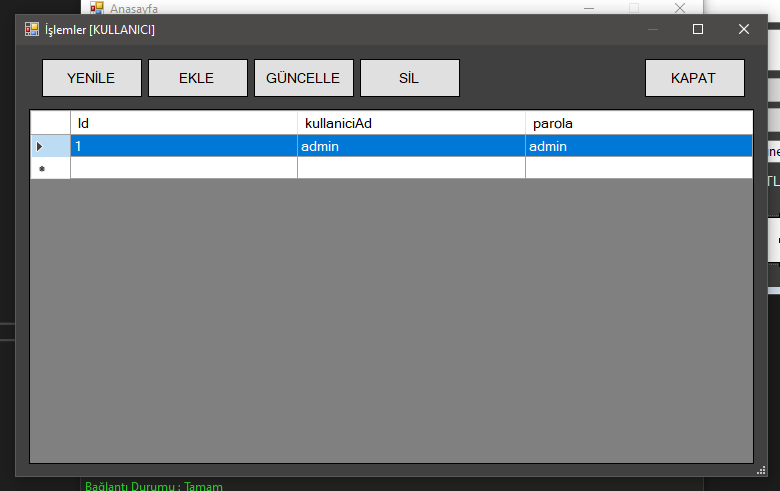 Anasayfa
İşlemler [KULLANICI]
YENİLE EKLE GÜNCELLE SİL KAPAT
Id kullaniciAd parola
1 admin admin
Bağlantı Durumu : Tamam